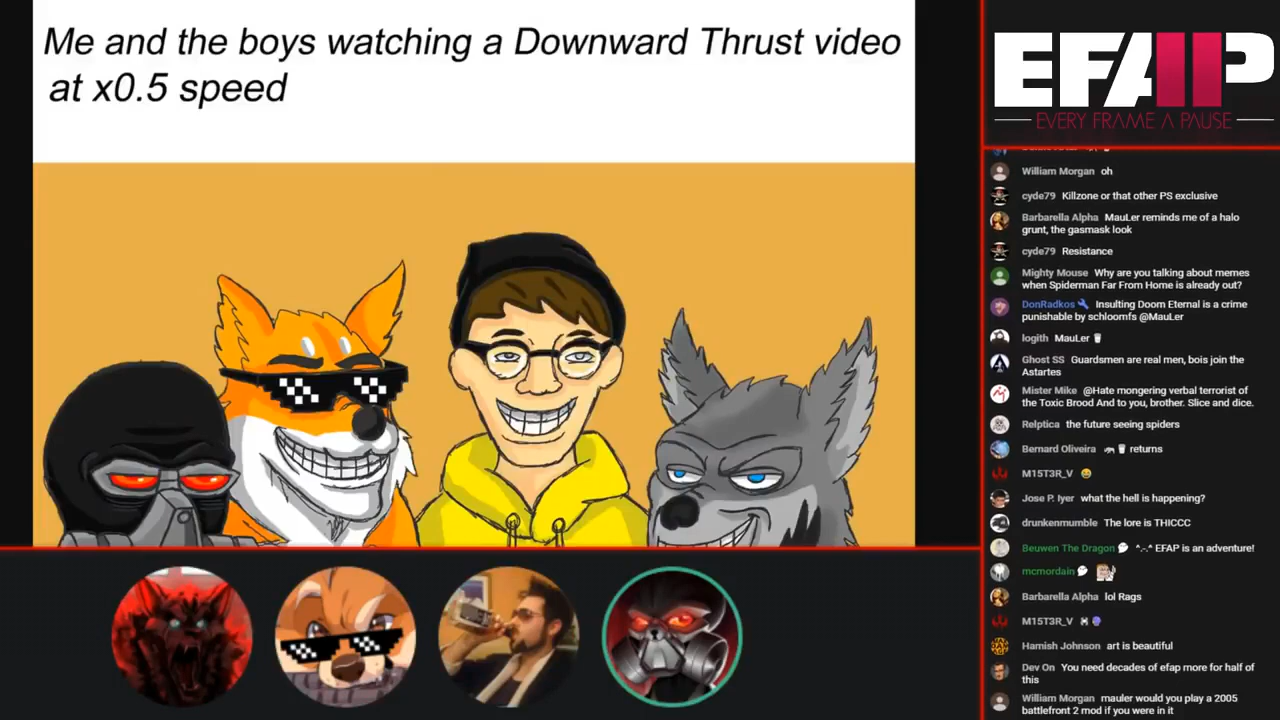 Me and the boys watching a Downward Thrust video
at x0.5 speed
EFAP
EVERY FRAME A PAUSE
William Morgan oh
cyde79 Killzone or that other PS exclusive
Barbarella Alpha MauLer reminds me of a halo
grunt, the gasmask look
cyde79 Resistance
Mighty Mouse Why are you talking about memes
when Spiderman Far From Home is already out?
DonRadkos Insulting Doom Eternal is a crime
punishable by schloomfs @MauLer
logith MauLer
Ghost SS Guardsmen are real men, bois join the
Astartes
Mister Mike @Hate mongering verbal terrorist of
the Toxic Brood And to you, brother. Slice and dice.
Relptica the future seeing spiders
Bernard Oliveira returns
M15T3R_V
Jose P. Iyer what the hell is happening?
drunkenmumble The lore is THICCC
Beuwen The Dragon ^.^ EFAP is an adventure!
mcmordain
Barbarella Alpha lol Rags
M15T3R_V
Hamish Johnson art is beautiful
Dev On You need decades of efap more for half of
this
William Morgan mauler would you play a 2005
battlefront 2 mod if you were in it